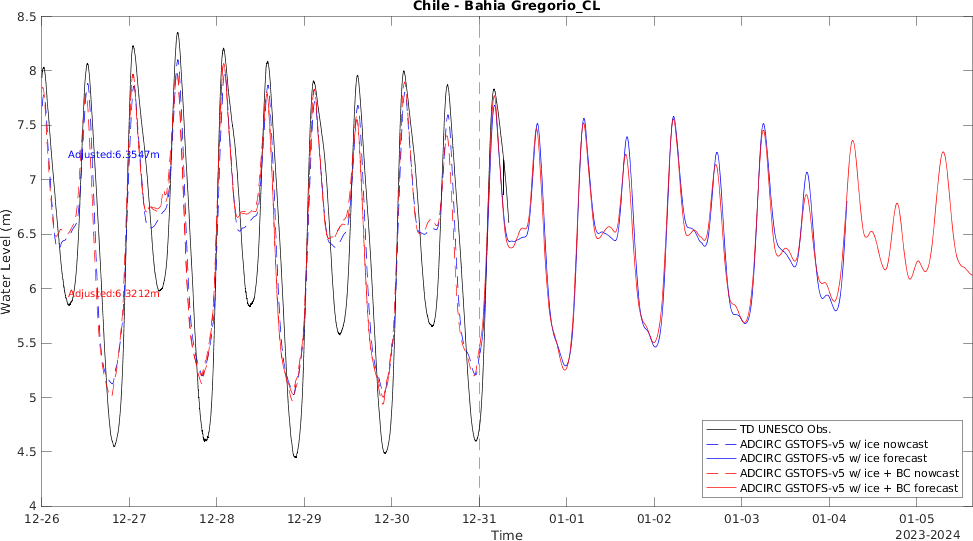 Chile - Bahia Gregorio_CL
Water Level (m)
8.5
8
7.5
7
6.5
6
5.5
5
4.5
4
Adjusted:6.3547m
Adjusted:6.3212m
TD UNESCO Obs.
ADCIRC GSTOFS-v5 w/ ice nowcast
ADCIRC GSTOFS-v5 w/ ice forecast
ADCIRC GSTOFS-v5 w/ ice + BC nowcast
ADCIRC GSTOFS-v5 w/ ice + BC forecast
12-26 12-27 12-28 12-29 12-30 12-31 01-01 01-02 01-03 01-04 01-05
Time
2023-2024